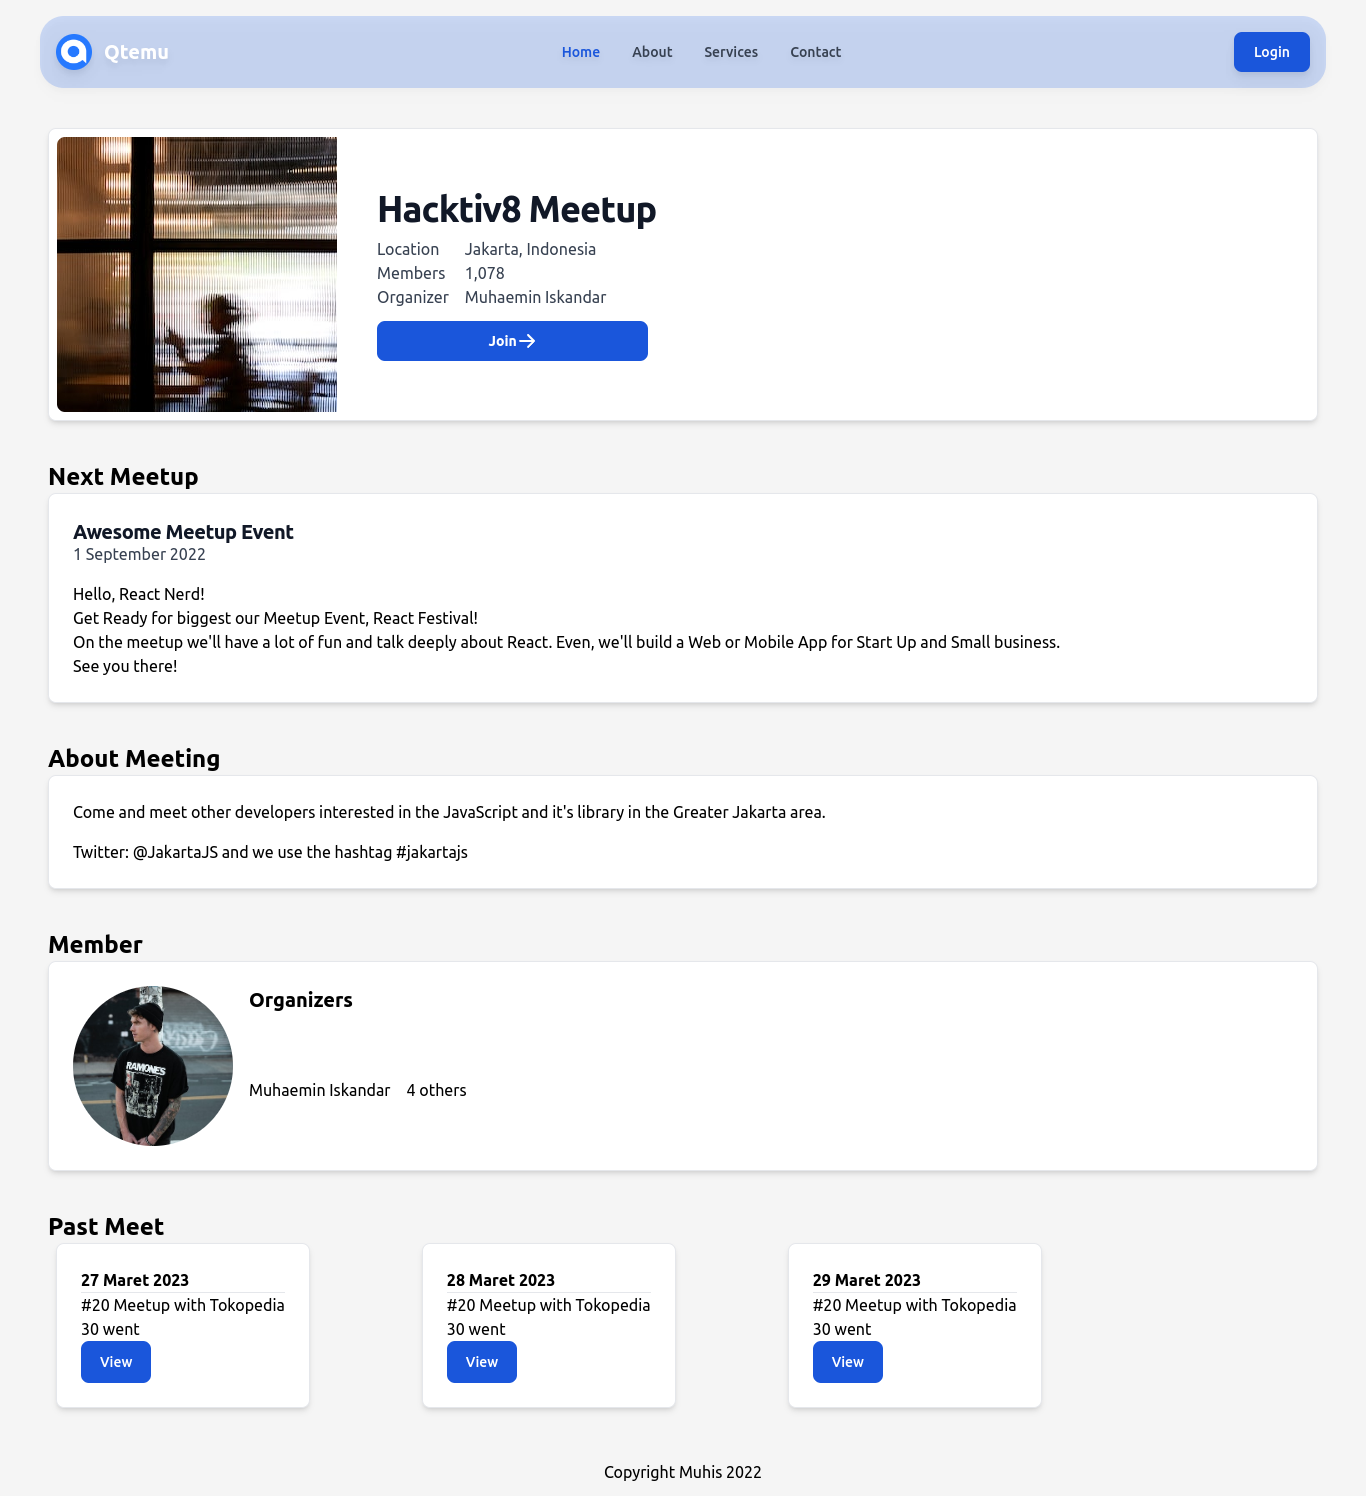 Qtemu
Home About Services Contact
Login
Hacktiv8 Meetup
Location Jakarta, Indonesia
Members 1,078
Organizer Muhaemin Iskandar
Join
Next Meetup
Awesome Meetup Event
1 September 2022
Hello, React Nerd!
Get Ready for biggest our Meetup Event, React Festival!
On the meetup we'll have a lot of fun and talk deeply about React. Even, we'll build a Web or Mobile App for Start Up and Small business.
See you there!
About Meeting
Come and meet other developers interested in the JavaScript and it's library in the Greater Jakarta area.
Twitter: @JakartaJS and we use the hashtag #jakartajs
Member
RAMONES
Organizers
Muhaemin Iskandar 4 others
Past Meet
27 Maret 2023
#20 Meetup with Tokopedia
30 went
View
28 Maret 2023
#20 Meetup with Tokopedia
30 went
View
29 Maret 2023
#20 Meetup with Tokopedia
30 went
View
Copyright Muhis 2022